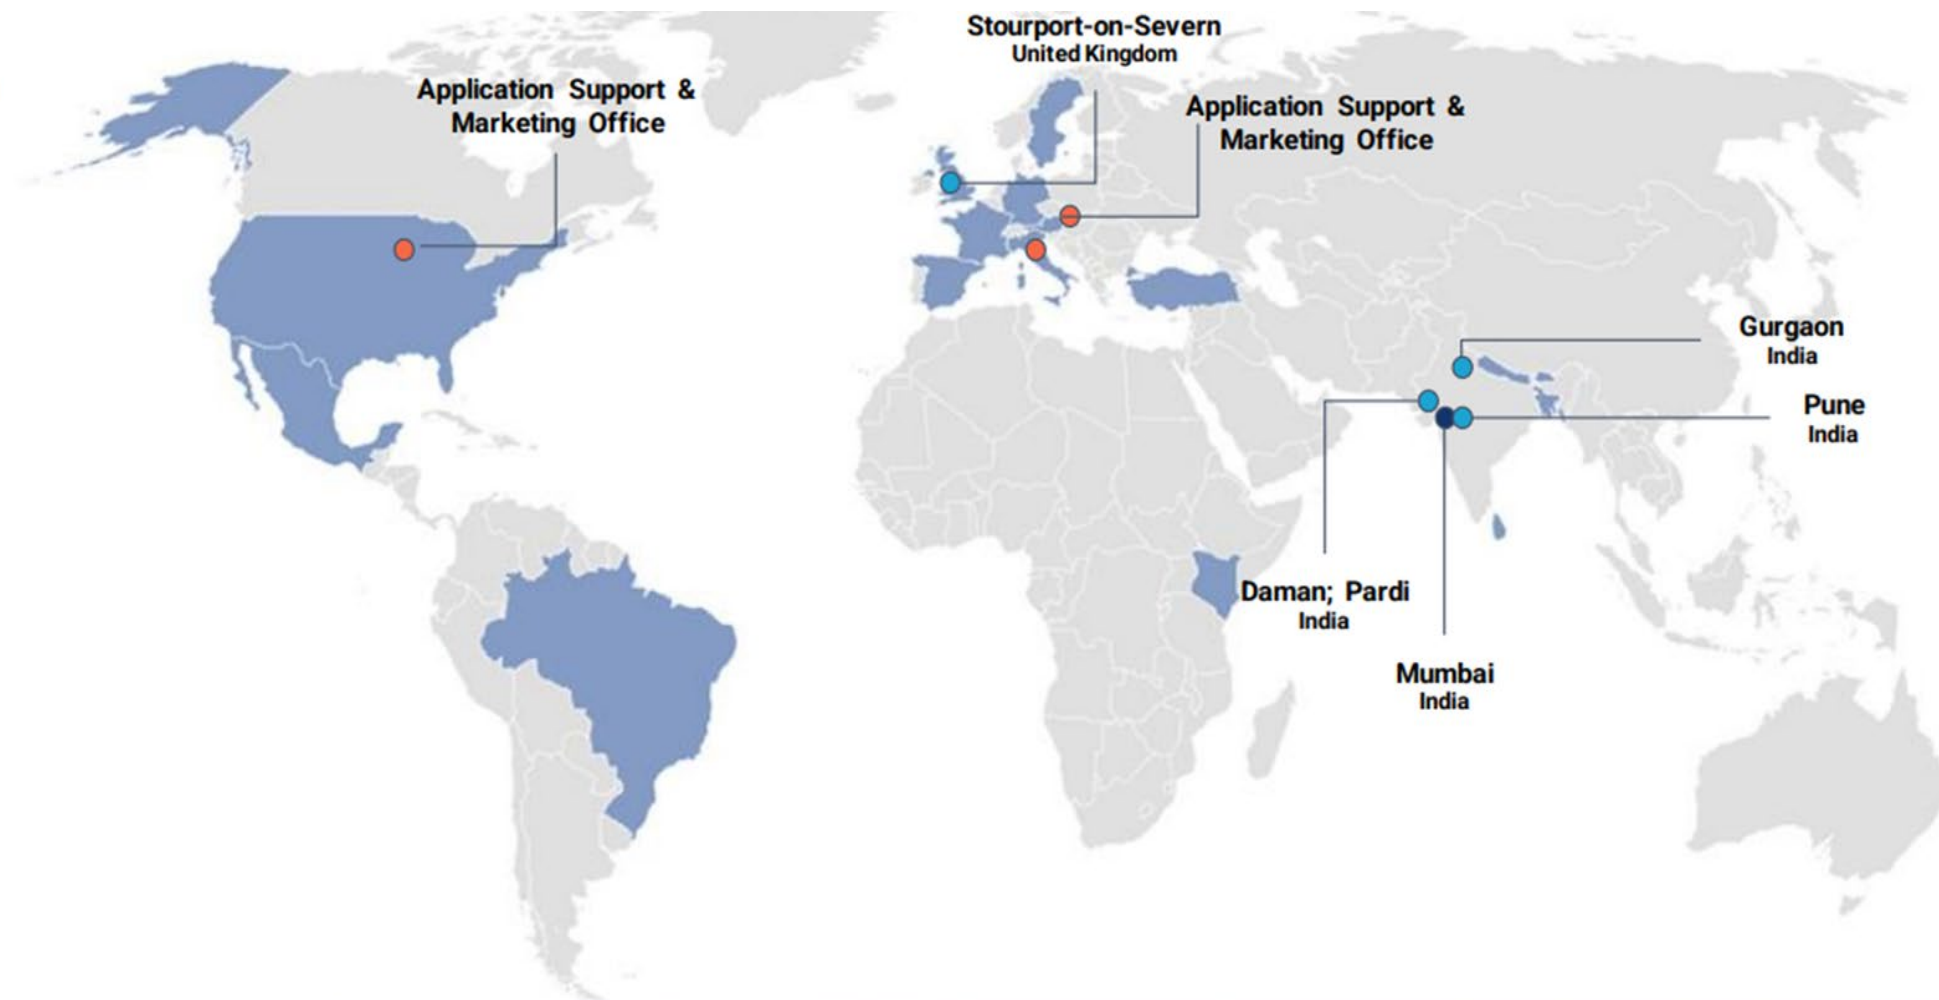 Stourport-on-Severn
United Kingdom
Application Support &
Marketing Office
Application Support &
Marketing Office
Gurgaon
India
Pune
India
Daman; Pardi
India
Mumbai
India